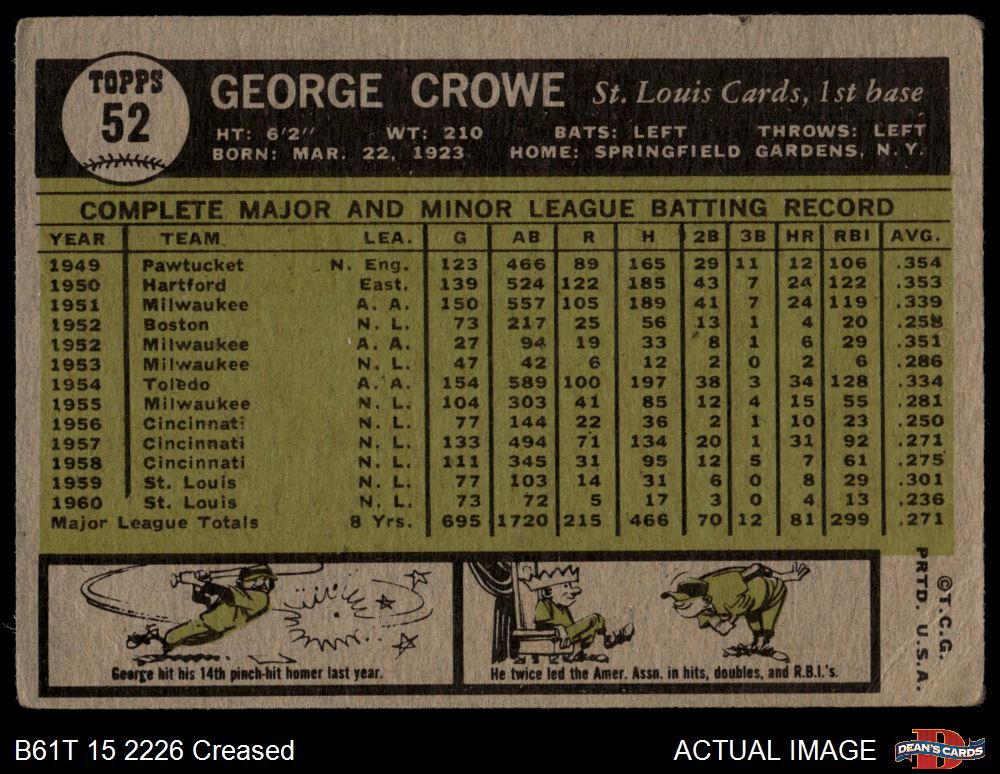 TOPPS
52
GEORGE CROWE St. Louis Cards, 1st base
HT: 6'2" WT: 210 BATS: LEFT THROWS: LEFT
BORN: MAR. 22, 1923 HOME: SPRINGFIELD GARDENS, N. Y.
COMPLETE MAJOR AND MINOR LEAGUE BATTING RECORD
YEAR TEAM LEA. G AB R H 2B 3B HR RBI AVG.
1949 Pawtucket N. Eng. 123 466 89 165 29 11 12 106 .354
1950 Hartford East. 139 524 122 185 43 7 24 122 .353
1951 Milwaukee A. A. 150 557 105 189 41 7 24 119 .339
1952 Boston N. L. 73 217 25 56 13 1 4 20 .258
1952 Milwaukee A. A. 27 94 19 33 8 1 6 29 .351
1953 Milwaukee N. L. 47 42 6 12 2 0 2 6 .286
1954 Toledo A. A. 154 589 100 197 38 3 34 128 .334
1955 Milwaukee N. L. 104 303 41 85 12 4 15 55 .281
1956 Cincinnati N. L. 77 144 22 36 2 1 10 23 .250
1957 Cincinnati N. L. 133 494 71 134 20 1 31 92 .271
1958 Cincinnati N. L. 111 345 31 95 12 5 7 61 .275
1959 St. Louis N. L. 77 103 14 31 6 0 8 29 .301
1960 St. Louis N. L. 73 72 5 17 3 0 4 13 .236
Major League Totals 8 Yrs. 695 1720 215 466 70 12 81 299 .271
George hit his 14th pinch-hit homer last year.
He twice led the Amer. Assn. in hits, doubles, and R.B.I.'s.
©T.C.G.
PRTD. U.S.A.
B61T 15 2226 Creased
ACTUAL IMAGE
DEAN'S CARDS